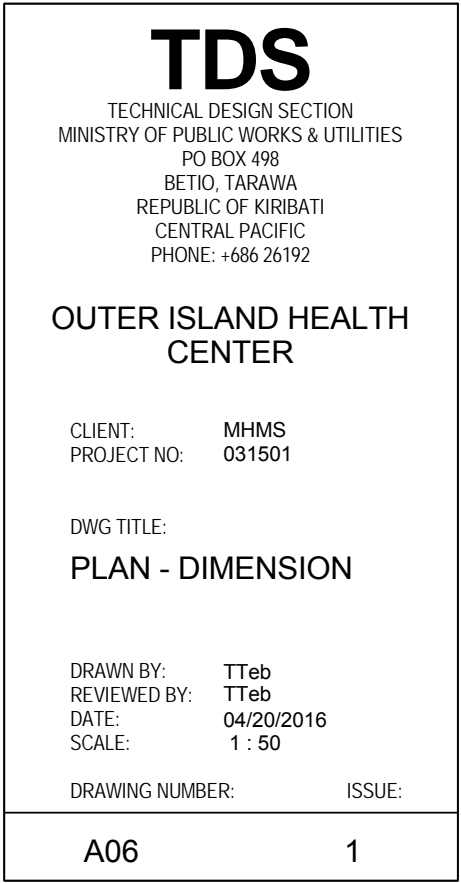 TDS
TECHNICAL DESIGN SECTION
MINISTRY OF PUBLIC WORKS & UTILITIES
PO BOX 498
BETIO, TARAWA
REPUBLIC OF KIRIBATI
CENTRAL PACIFIC
PHONE: +686 26192
OUTER ISLAND HEALTH
CENTER
CLIENT: MHMS
PROJECT NO: 031501
DWG TITLE:
PLAN - DIMENSION
DRAWN BY: TTeb
REVIEWED BY: TTeb
DATE: 04/20/2016
SCALE: 1 : 50
DRAWING NUMBER: ISSUE:
A06 1